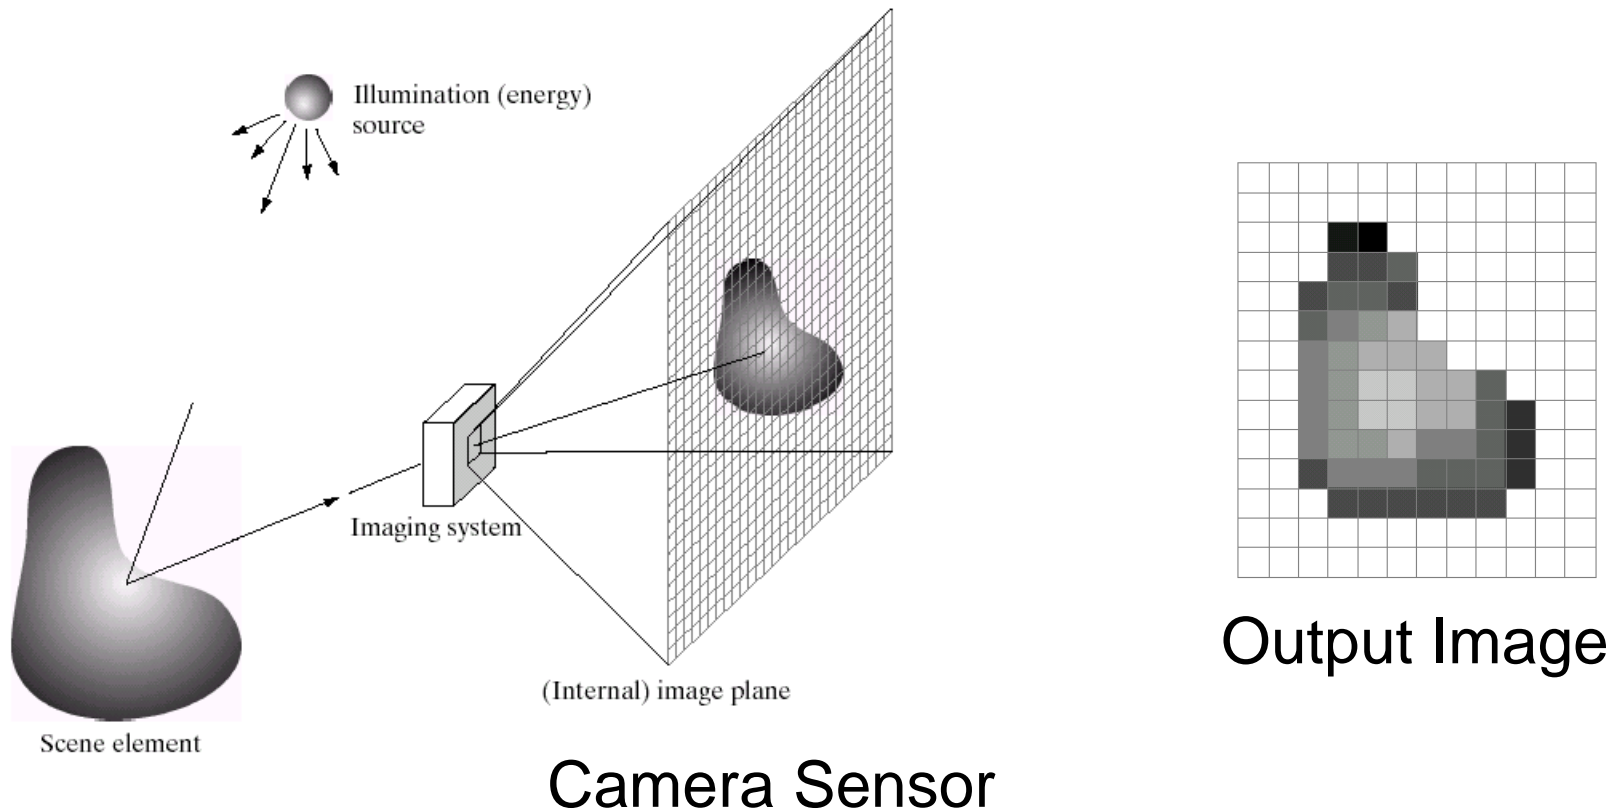 Illumination (energy)
source
Imaging system
(Internal) image plane
Scene element
Camera Sensor
Output Image